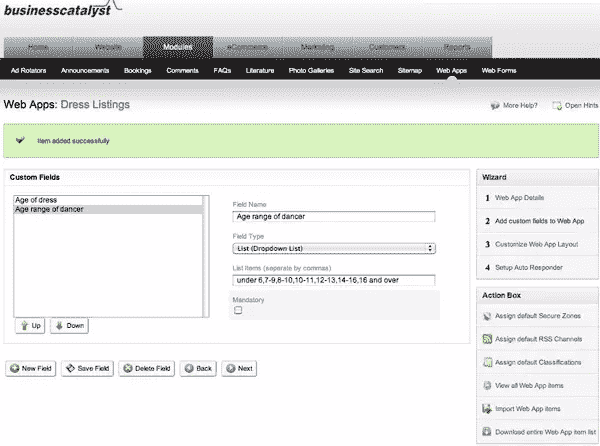 businesscatalyst
Home Website Modules eCommerce Marketing Customers Reports
Ad Rotators Announcements Bookings Comments FAQs Literature Photo Galleries Site Search Sitemap Web Apps Web Forms
Web Apps: Dress Listings
More Help? Open Hints
Item added successfully
Custom Fields
Age of dress
Age range of dancer
Up Down
Field Name
Age range of dancer
Field Type
List (Dropdown List)
List Items (seperate by commas)
under 6,7-9,8-10,10-11,12-13,14-16,16 and over
Mandatory
New Field Save Field Delete Field Back Next
Wizard
1 Web App Details
2 Add custom fields to Web App
3 Customize Web App Layout
4 Setup Auto Responder
Action Box
Assign default Secure Zones
Assign default RSS Channels
Assign default Classifications
View all Web App items
Import Web App items
Download entire Web App item list